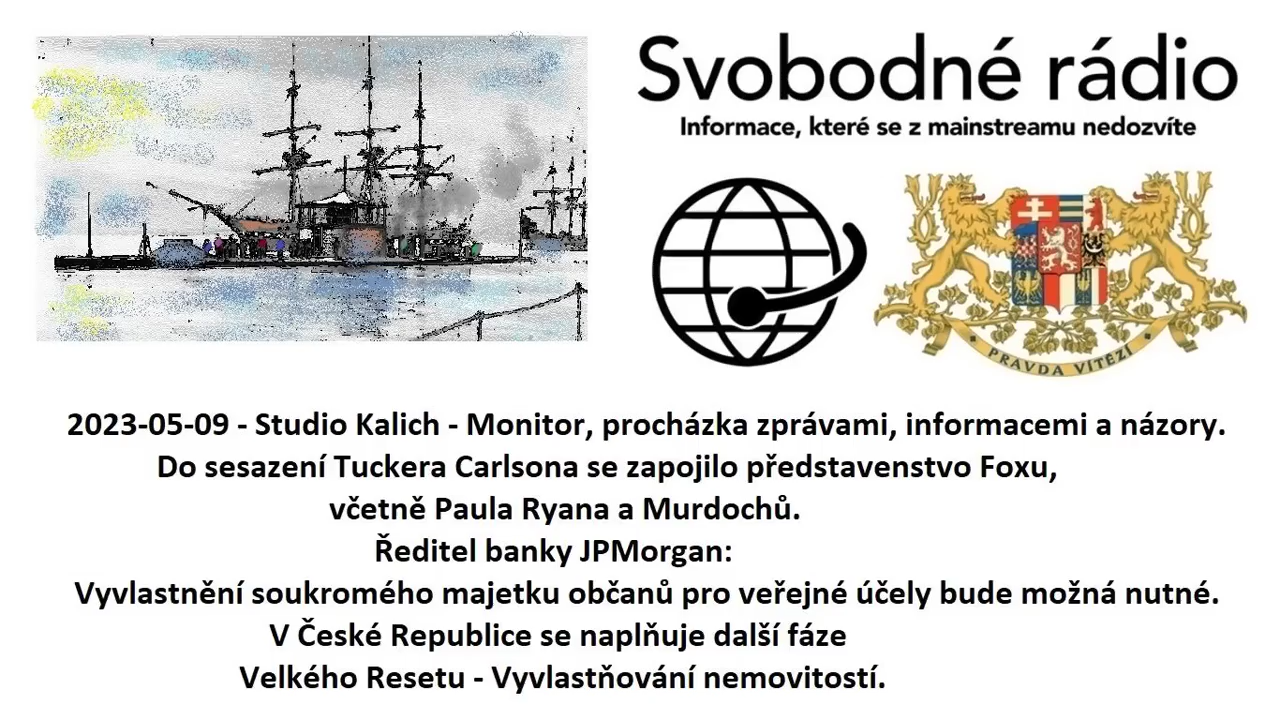 Svobodné rádio
Informace, které se z mainstreamu nedozvíte
PRAVDA VÍTĚZÍ
2023-05-09 - Studio Kalich - Monitor, procházka zprávami, informacemi a názory.
Do sesazení Tuckera Carlsona se zapojilo představenstvo Foxu,
včetně Paula Ryana a Murdochů.
Ředitel banky JPMorgan:
Vyvlastnění soukromého majetku občanů pro veřejné účely bude možná nutné.
V České Republice se naplňuje další fáze
Velkého Resetu - Vyvlastňování nemovitostí.